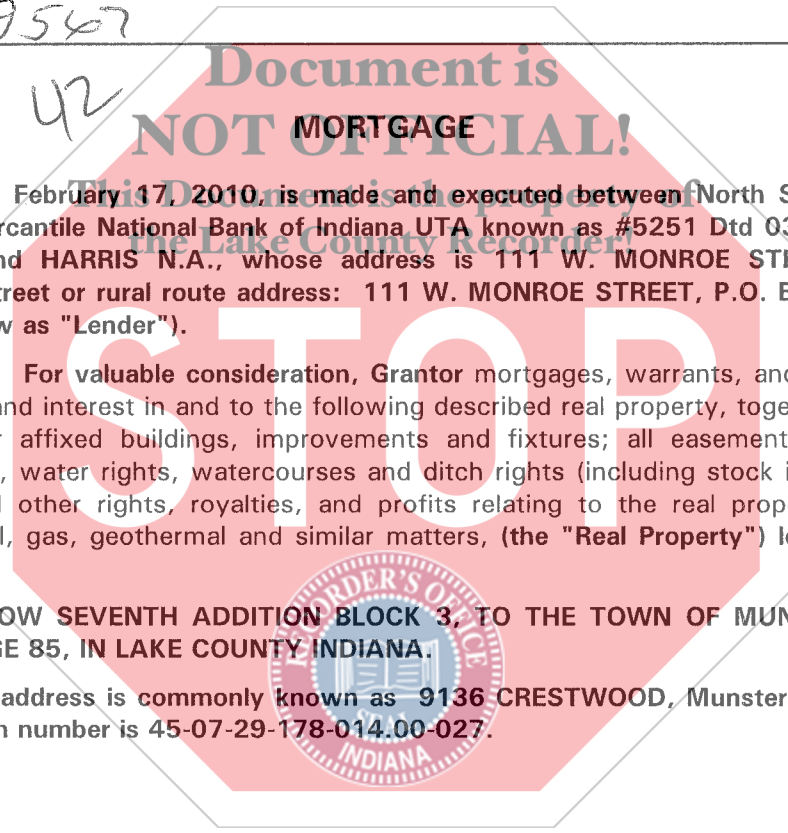 9567
42
Document is
NOT OFFICIAL!
MORTGAGE
This Document is the property of
the Lake County Recorder!
February 17, 2010, is made and executed between North S
rcantile National Bank of Indiana UTA known as #5251 Dtd 03
nd HARRIS N.A., whose address is 111 W. MONROE STE
treet or rural route address: 111 W. MONROE STREET, P.O. B
w as "Lender").
For valuable consideration, Grantor mortgages, warrants, and
and interest in and to the following described real property, toge
r affixed buildings, improvements and fixtures; all easement
, water rights, watercourses and ditch rights (including stock i
d other rights, royalties, and profits relating to the real prop
l, gas, geothermal and similar matters, (the "Real Property") l
STOP
OW SEVENTH ADDITION BLOCK 3, TO THE TOWN OF MUN
GE 85, IN LAKE COUNTY INDIANA.
address is commonly known as 9136 CRESTWOOD, Munster
n number is 45-07-29-178-014.00-027.
RECORDER'S OFFICE
SEAL
INDIANA